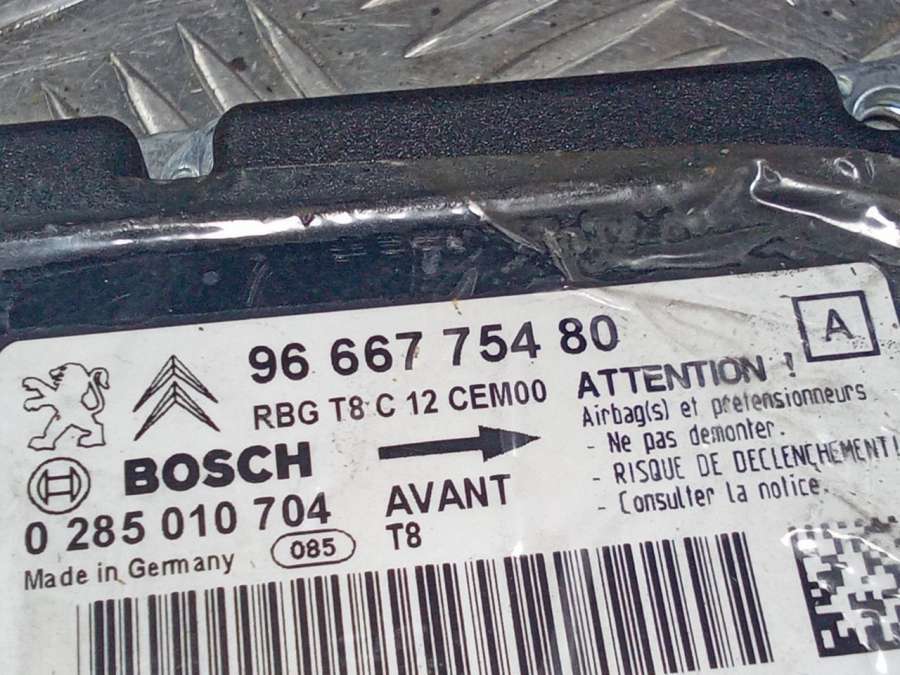 96 667 754 80
RBG T8 C 12 CEM00
BOSCH
0 285 010 704
Made in Germany
085
AVANT
T8
A
ATTENTION !
Airbag(s) et pretensionneurs
- Ne pas demonter.
- RISQUE DE DECLENCHEMENT!
- Consulter la notice.